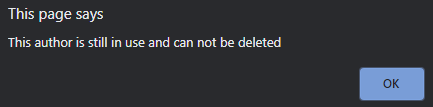 This page says
This author is still in use and can not be deleted
OK